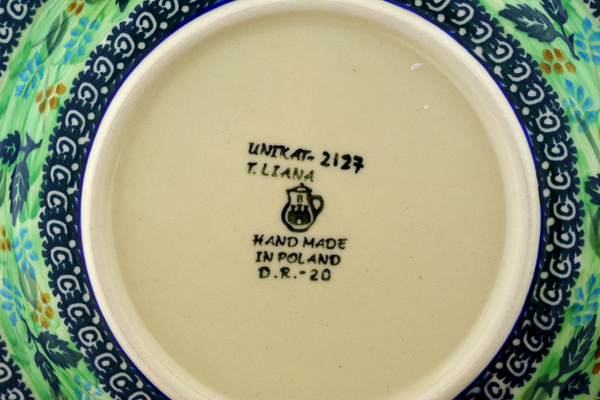 UNIKAT- 2127
T. LIANA
B
HAND MADE
IN POLAND
D.R.-20